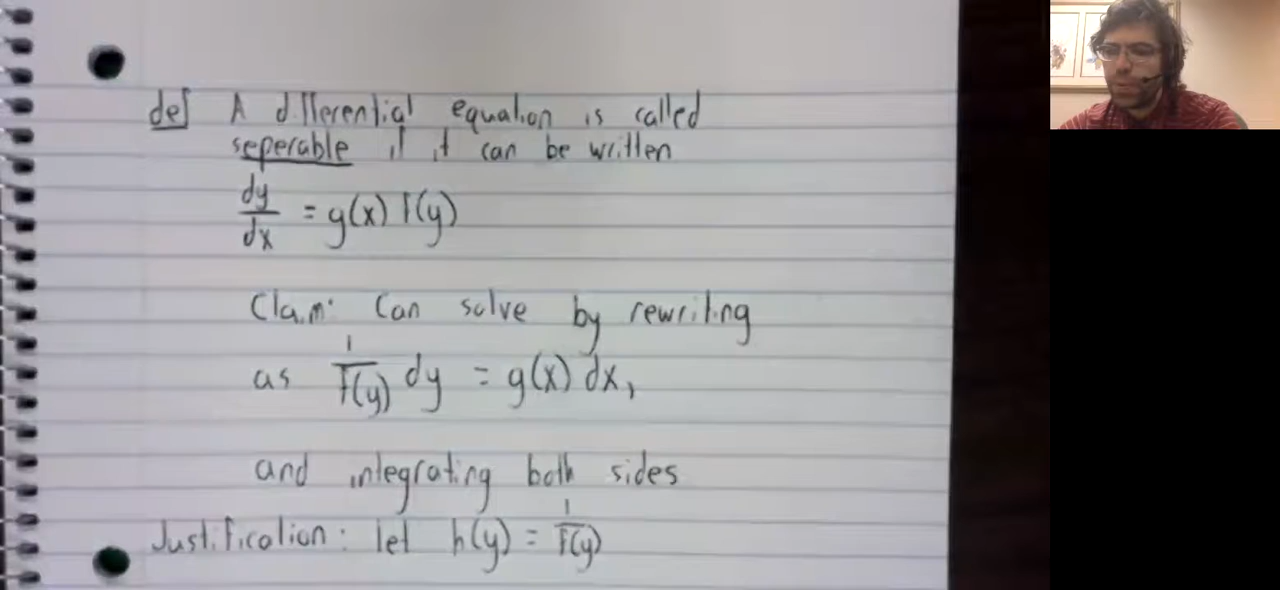 def A differential equation is called
seperable if it can be written
dy/dx = g(x) f(y)
Claim: Can solve by rewriting
as 1/f(y) dy = g(x) dx,
and integrating both sides
Justification: let h(y) = 1/f(y)